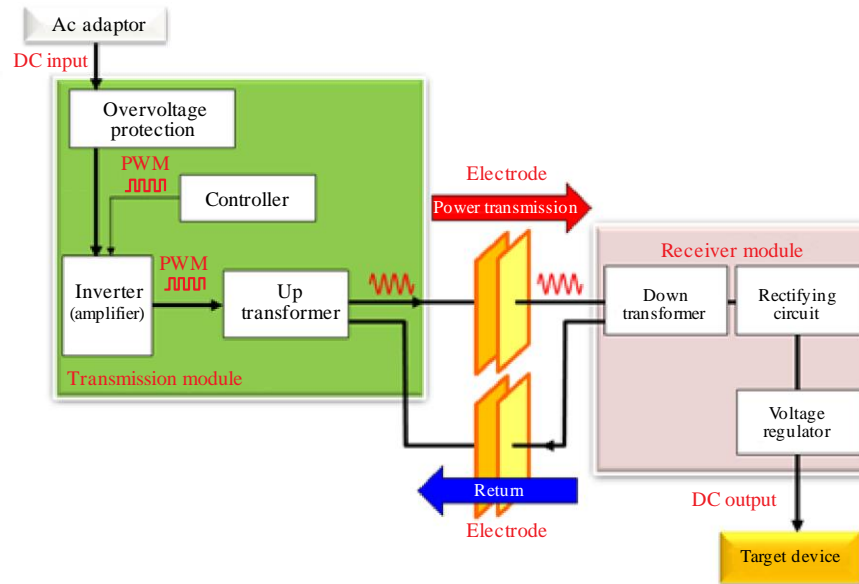 Ac adaptor
DC input
Overvoltage
protection
PWM
Controller
Inverter
(amplifier)
PWM
Up
transformer
Transmission module
Electrode
Power transmission
Receiver module
Down
transformer
Rectifying
circuit
Voltage
regulator
Return
Electrode
DC output
Target device